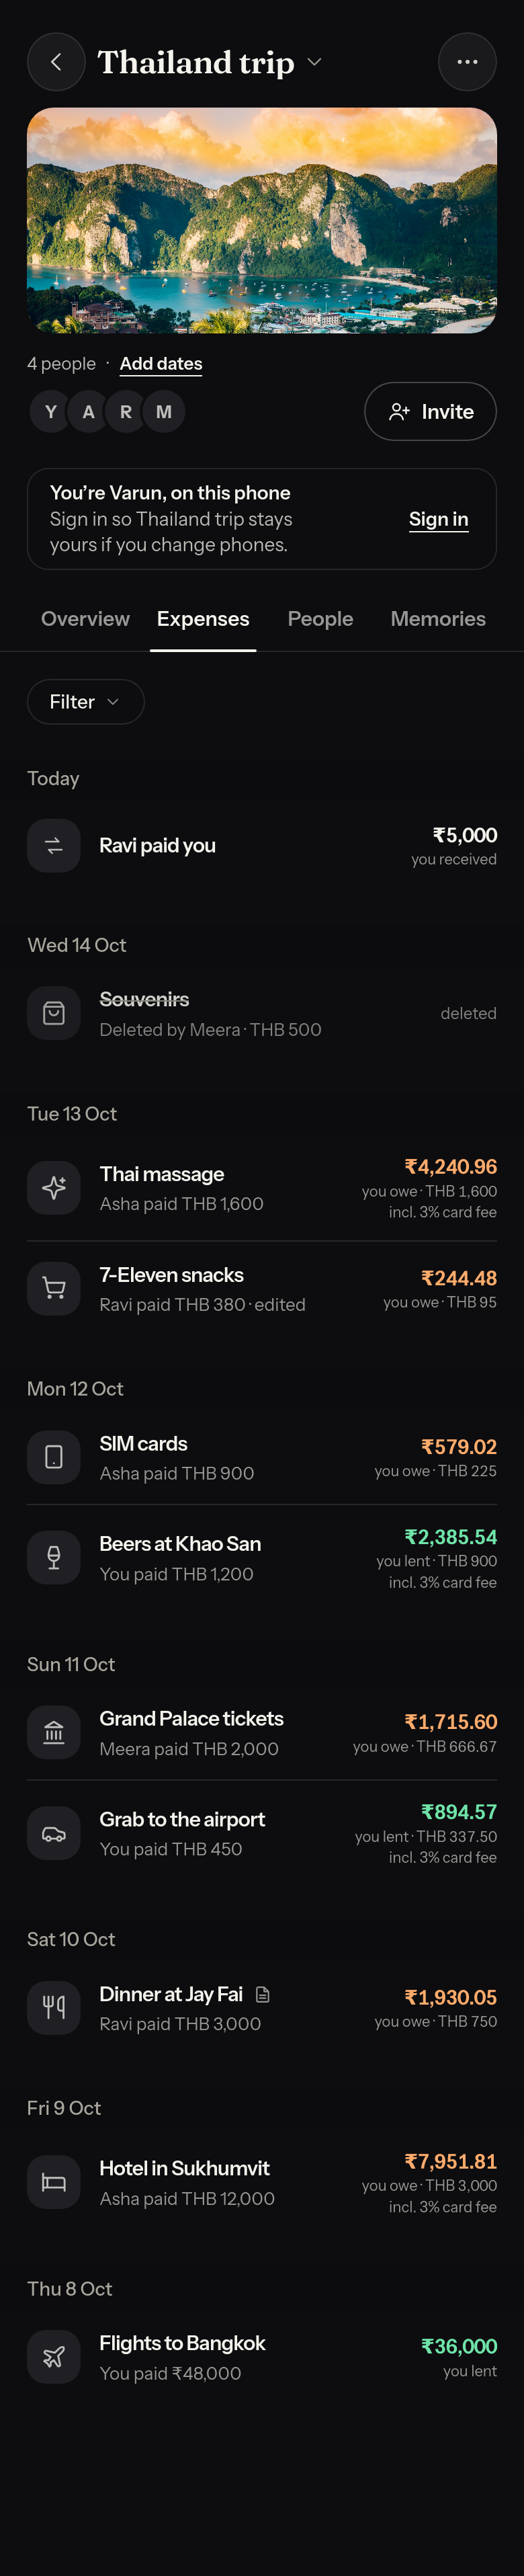 Thailand trip
4 people · Add dates
Y A R M
Invite
You’re Varun, on this phone
Sign in so Thailand trip stays
yours if you change phones.
Sign in
Overview Expenses People Memories
Filter
Today
Ravi paid you
₹5,000
you received
Wed 14 Oct
Souvenirs
Deleted by Meera · THB 500
deleted
Tue 13 Oct
Thai massage
Asha paid THB 1,600
₹4,240.96
you owe · THB 1,600
incl. 3% card fee
7-Eleven snacks
Ravi paid THB 380 · edited
₹244.48
you owe · THB 95
Mon 12 Oct
SIM cards
Asha paid THB 900
₹579.02
you owe · THB 225
Beers at Khao San
You paid THB 1,200
₹2,385.54
you lent · THB 900
incl. 3% card fee
Sun 11 Oct
Grand Palace tickets
Meera paid THB 2,000
₹1,715.60
you owe · THB 666.67
Grab to the airport
You paid THB 450
₹894.57
you lent · THB 337.50
incl. 3% card fee
Sat 10 Oct
Dinner at Jay Fai
Ravi paid THB 3,000
₹1,930.05
you owe · THB 750
Fri 9 Oct
Hotel in Sukhumvit
Asha paid THB 12,000
₹7,951.81
you owe · THB 3,000
incl. 3% card fee
Thu 8 Oct
Flights to Bangkok
You paid ₹48,000
₹36,000
you lent